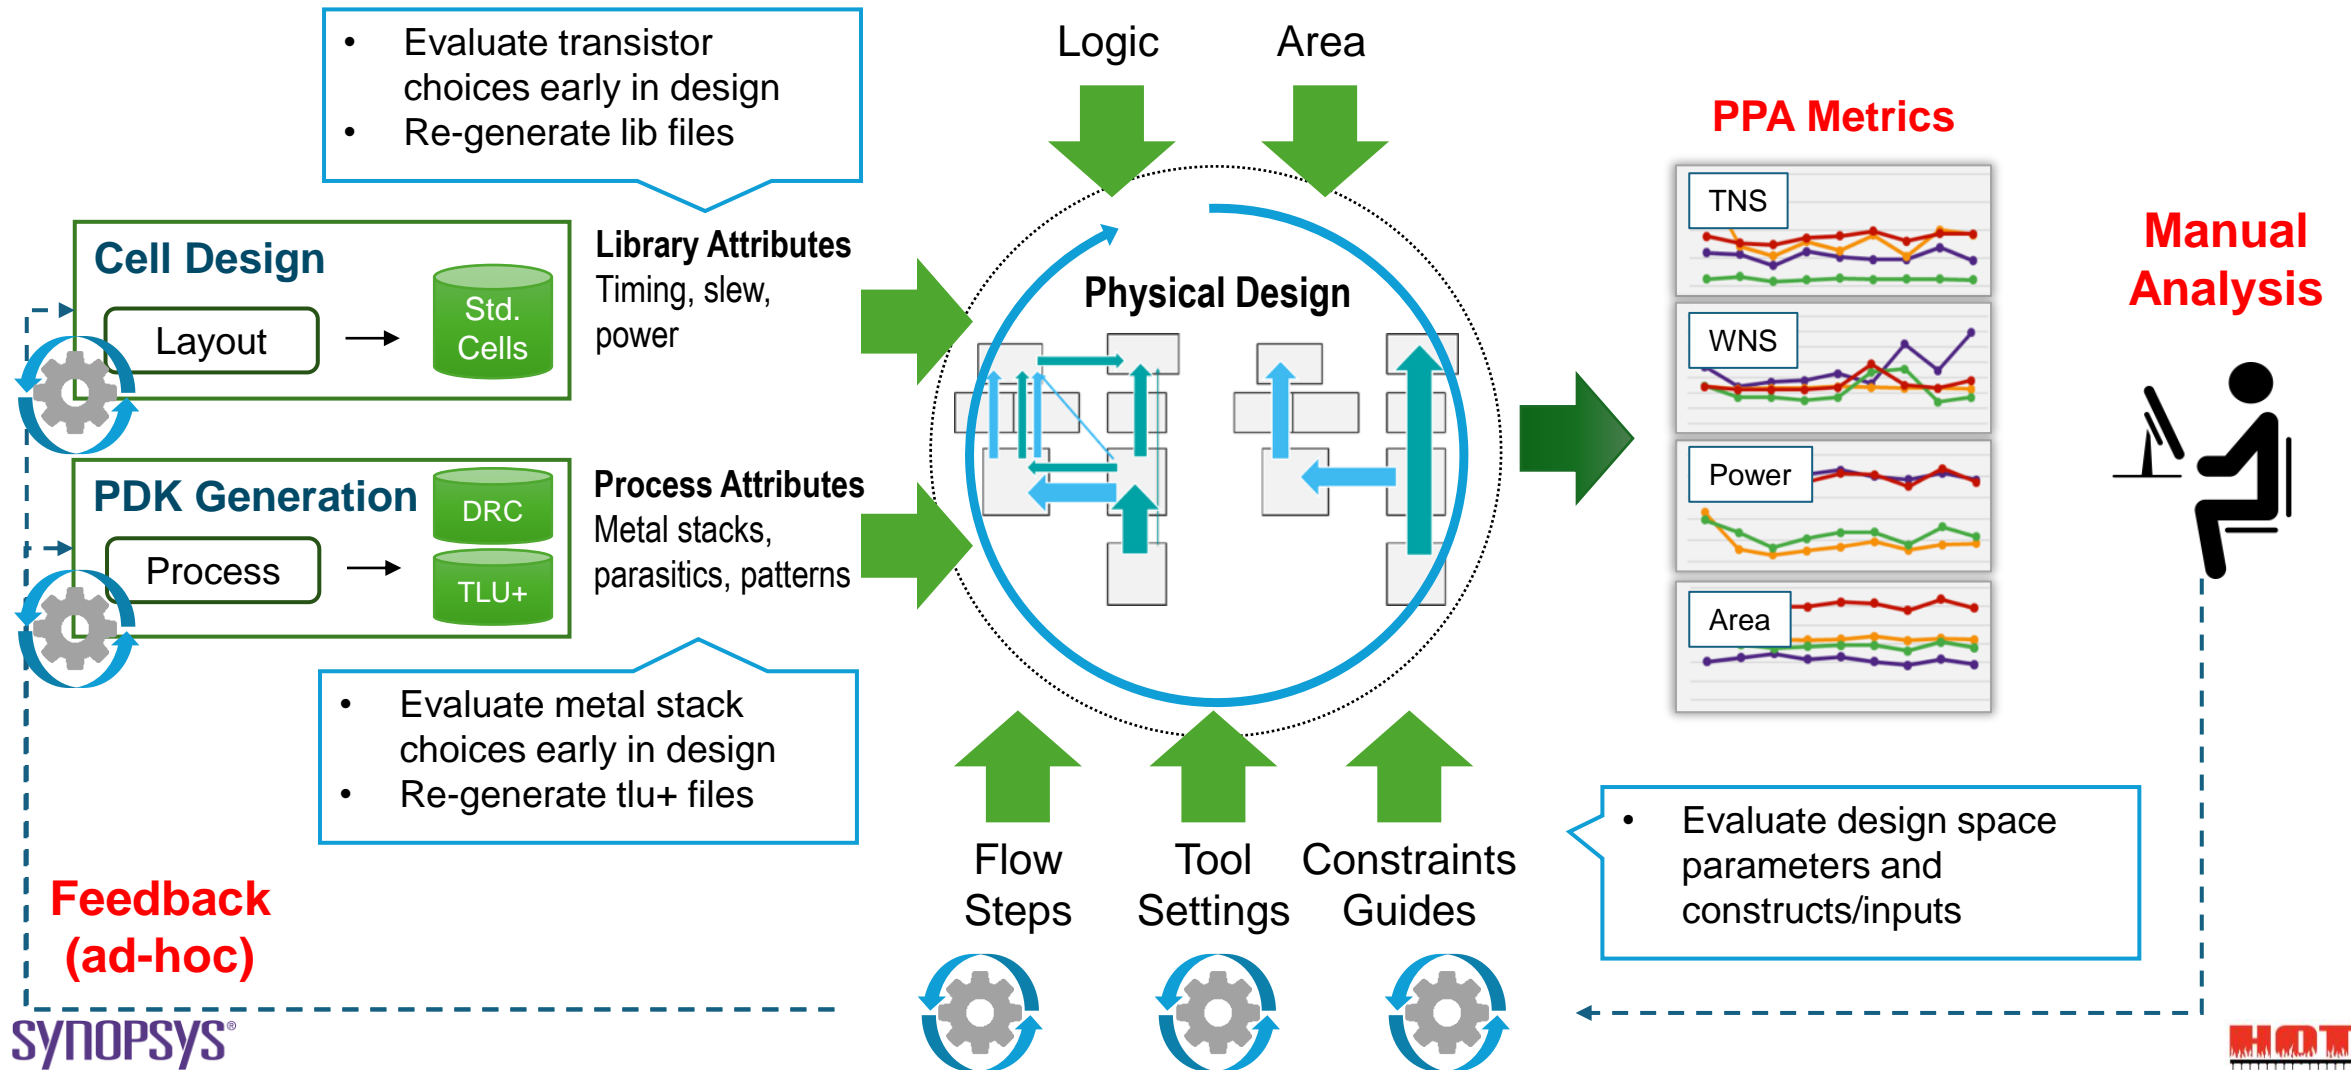 • Evaluate transistor
choices early in design
• Re-generate lib files
Logic
Area
PPA Metrics
Cell Design
Layout
Std.
Cells
Library Attributes
Timing, slew,
power
Physical Design
TNS
WNS
Power
Area
Manual
Analysis
PDK Generation
Process
DRC
TLU+
Process Attributes
Metal stacks,
parasitics, patterns
• Evaluate metal stack
choices early in design
• Re-generate tlu+ files
Flow
Steps
Tool
Settings
Constraints
Guides
• Evaluate design space
parameters and
constructs/inputs
Feedback
(ad-hoc)
SYNOPSYS®
HOT